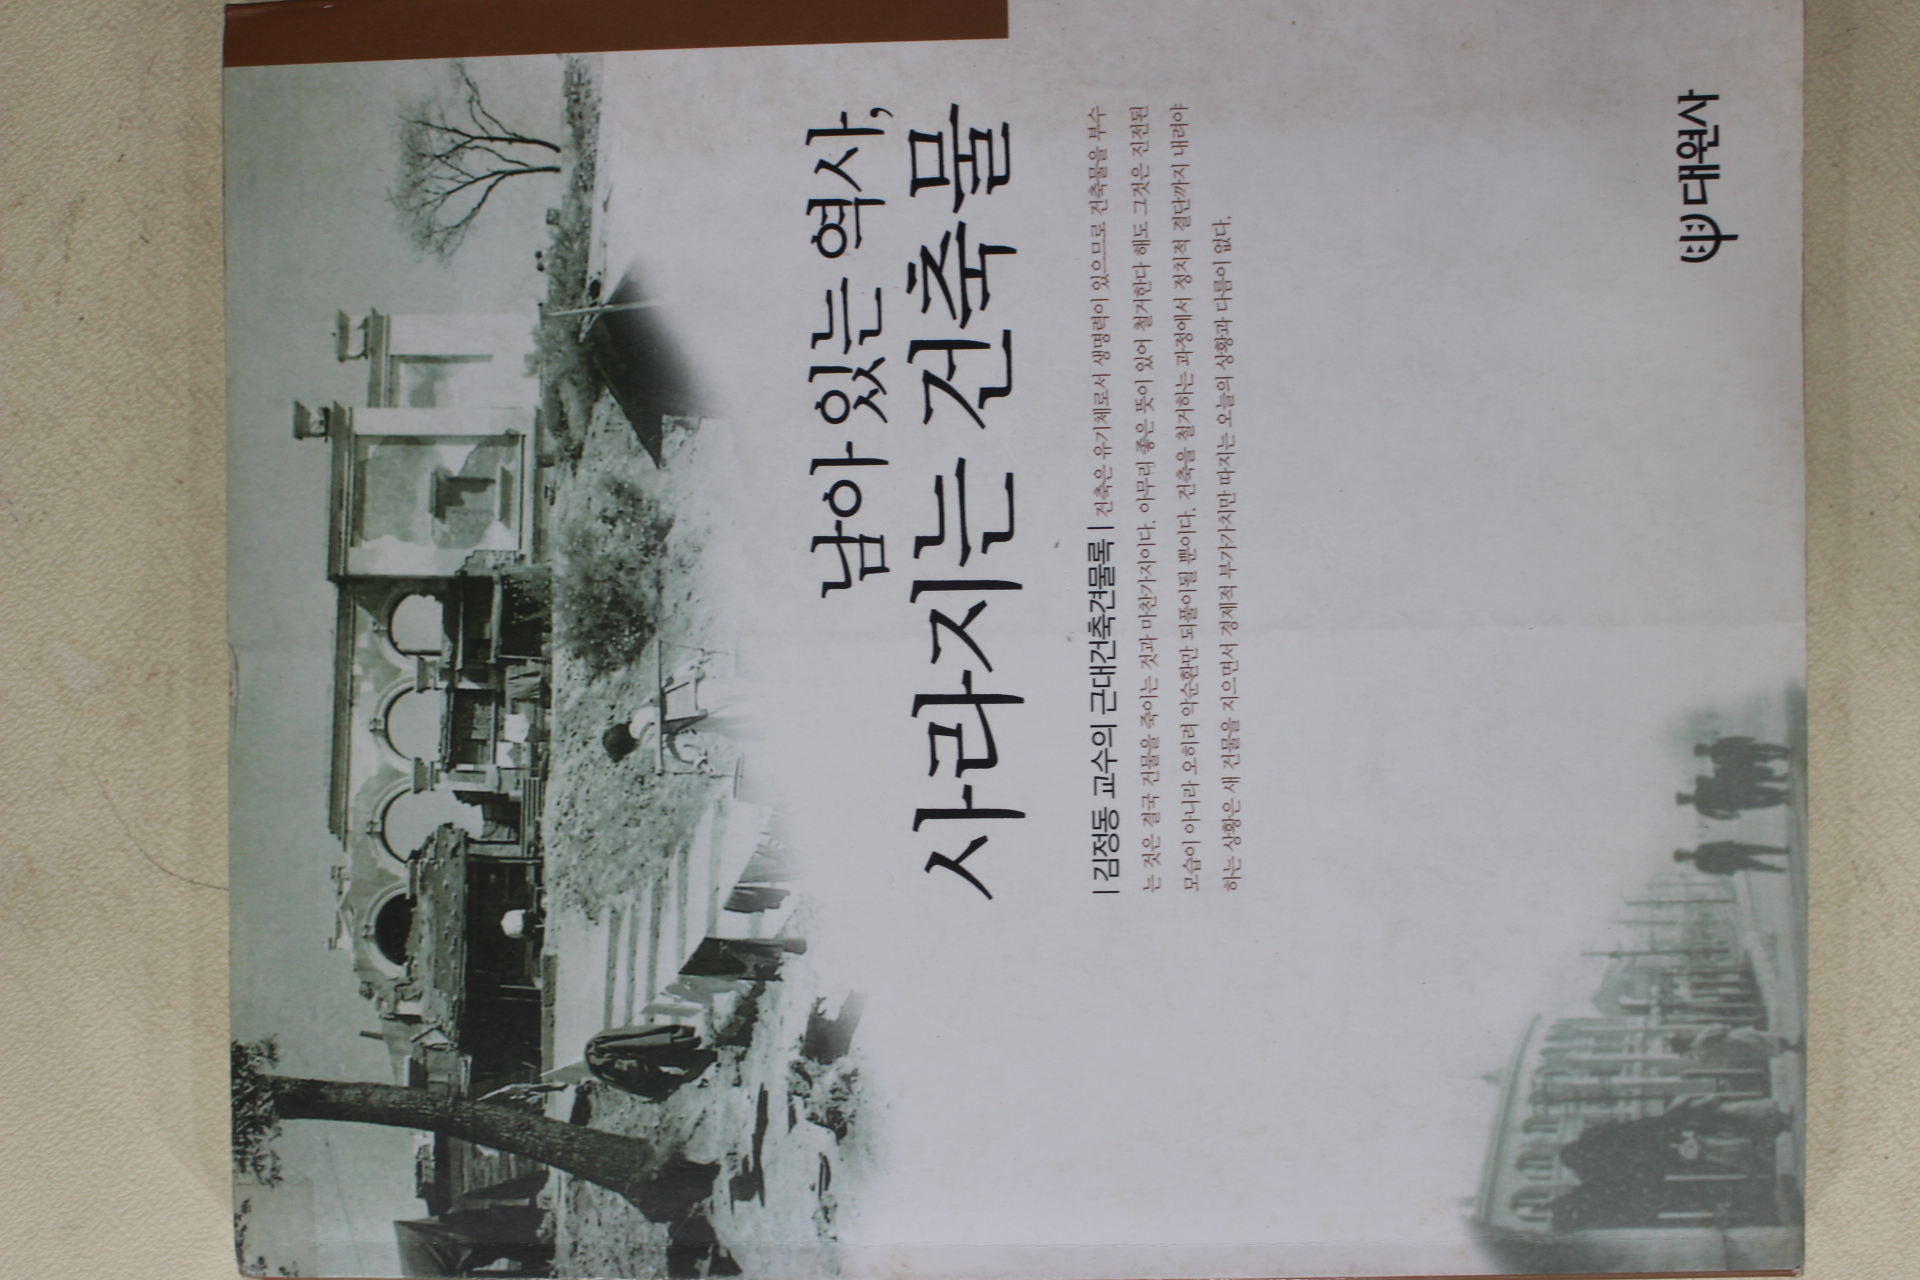 남아 있는 역사,
사라지는 건축물
| 김정동 교수의 근대건축견물록 | 건축은 유기체로서 생명력이 있으므로 건축물을 부수
는 것은 결국 건물을 죽이는 것과 마찬가지이다. 아무리 좋은 뜻이 있어 철거한다 해도 그것은 진전된
모습이 아니라 오히려 악순환만 되풀이될 뿐이다. 건축을 철거하는 과정에서 정치적 결단까지 내려야
하는 상황은 새 건물을 지으면서 경제적 부가가치만 따지는 오늘의 상황과 다름이 없다.
대원사